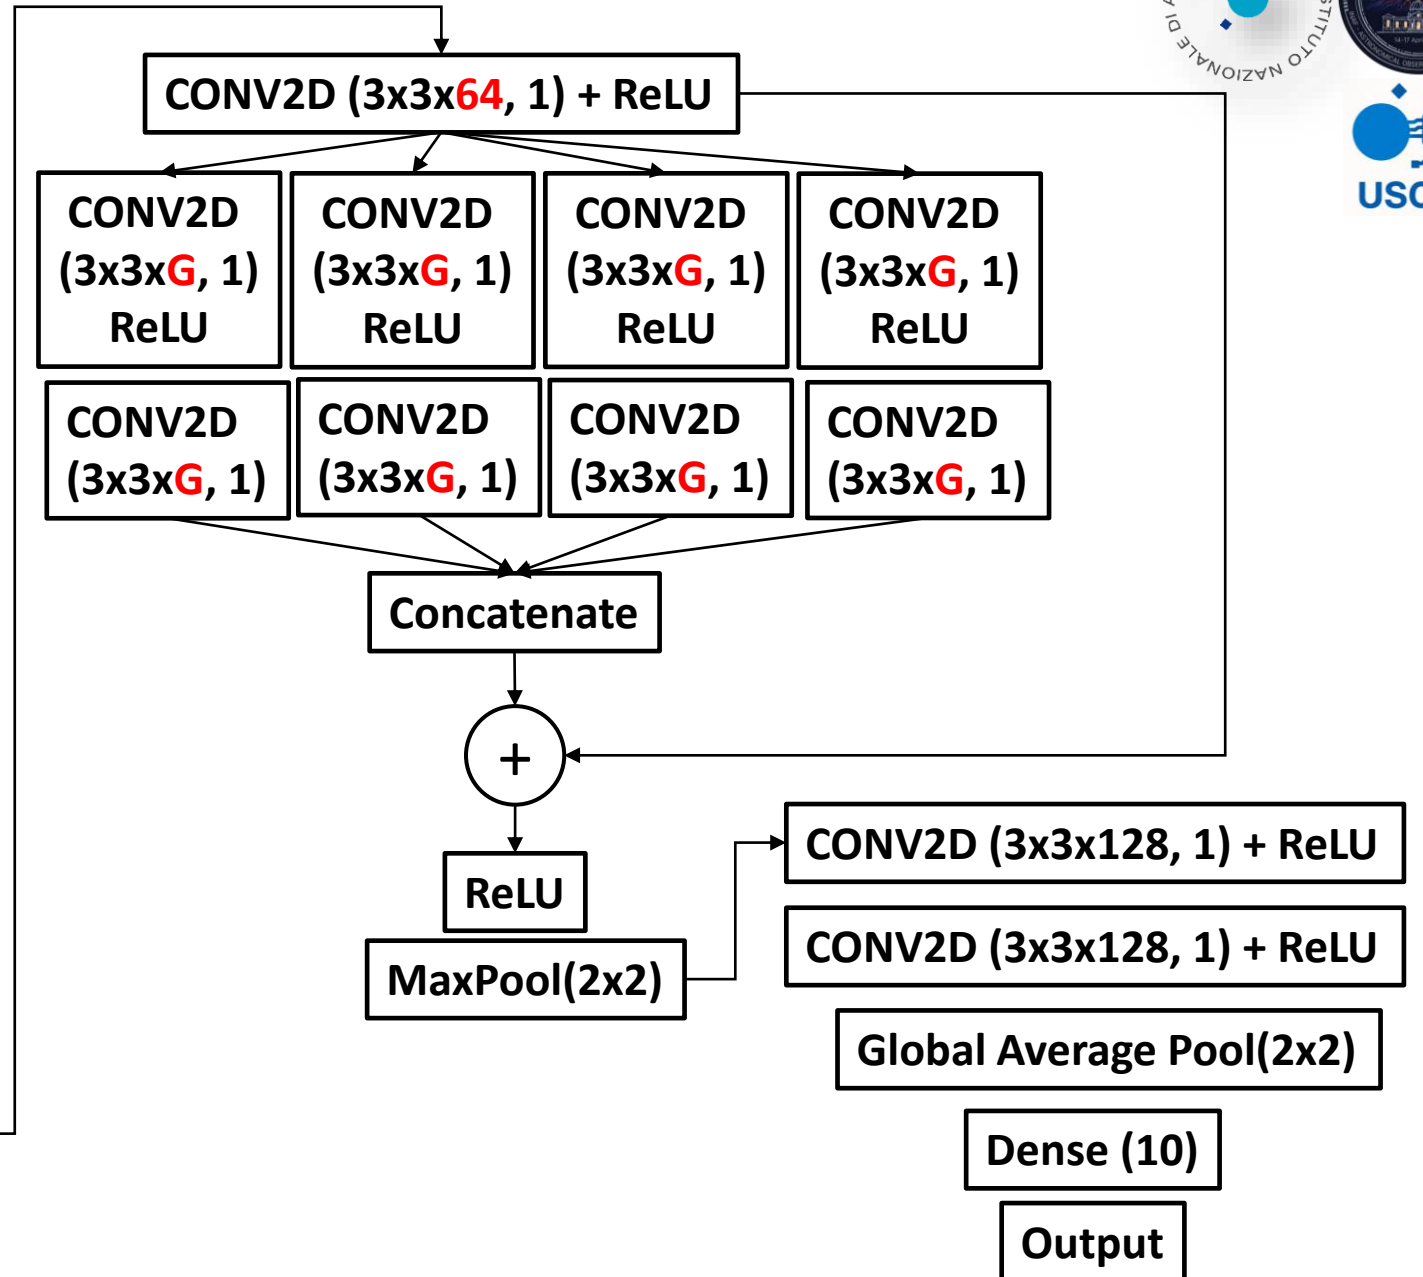 CONV2D (3x3x64, 1) + ReLU
CONV2D
(3x3xG, 1)
ReLU
CONV2D
(3x3xG, 1)
ReLU
CONV2D
(3x3xG, 1)
ReLU
CONV2D
(3x3xG, 1)
ReLU
CONV2D
(3x3xG, 1)
CONV2D
(3x3xG, 1)
CONV2D
(3x3xG, 1)
CONV2D
(3x3xG, 1)
Concatenate
+
ReLU
MaxPool(2x2)
CONV2D (3x3x128, 1) + ReLU
CONV2D (3x3x128, 1) + ReLU
Global Average Pool(2x2)
Dense (10)
Output
NAZIONALE DI